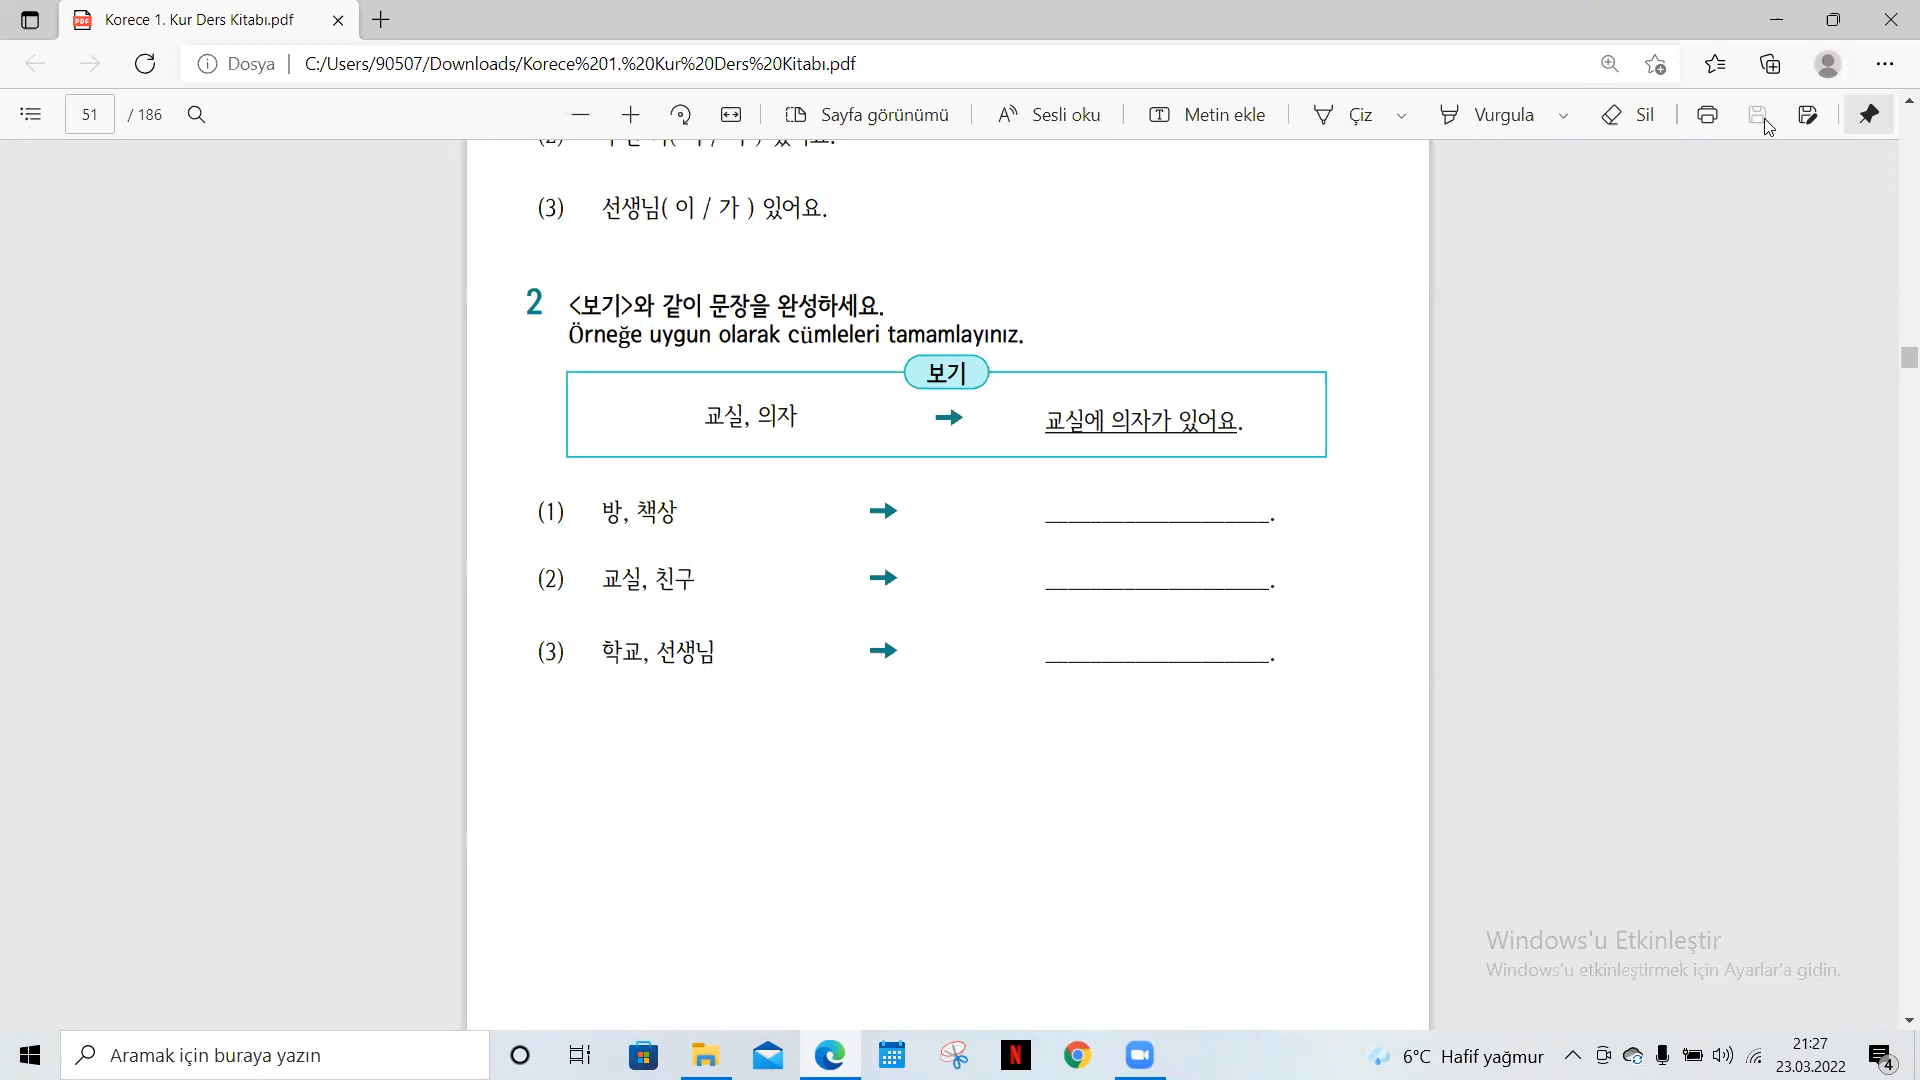 Korece 1. Kur Ders Kitabı.pdf
Dosya C:/Users/90507/Downloads/Korece%201.%20Kur%20Ders%20Kitabı.pdf
51 / 186 Sayfa görünümü Sesli oku Metin ekle Çiz Vurgula Sil
(3) 선생님( 이 / 가 ) 있어요.
2 <보기>와 같이 문장을 완성하세요.
Örneğe uygun olarak cümleleri tamamlayınız.
보기
교실, 의자 ➔ 교실에 의자가 있어요.
(1) 방, 책상 ➔ ____________________.
(2) 교실, 친구 ➔ ____________________.
(3) 학교, 선생님 ➔ ____________________.
Windows'u Etkinleştir
Windows'u etkinleştirmek için Ayarlar'a gidin.
Aramak için buraya yazın
6°C Hafif yağmur
21:27
23.03.2022
4